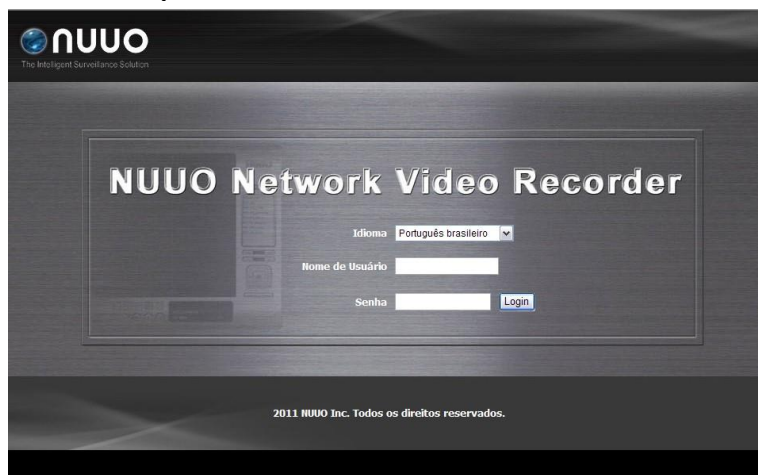 nuuo
The Intelligent Surveillance Solution
NUUO Network Video Recorder
Idioma Português brasileiro
Nome de Usuário
Senha Login
2011 NUUO Inc. Todos os direitos reservados.